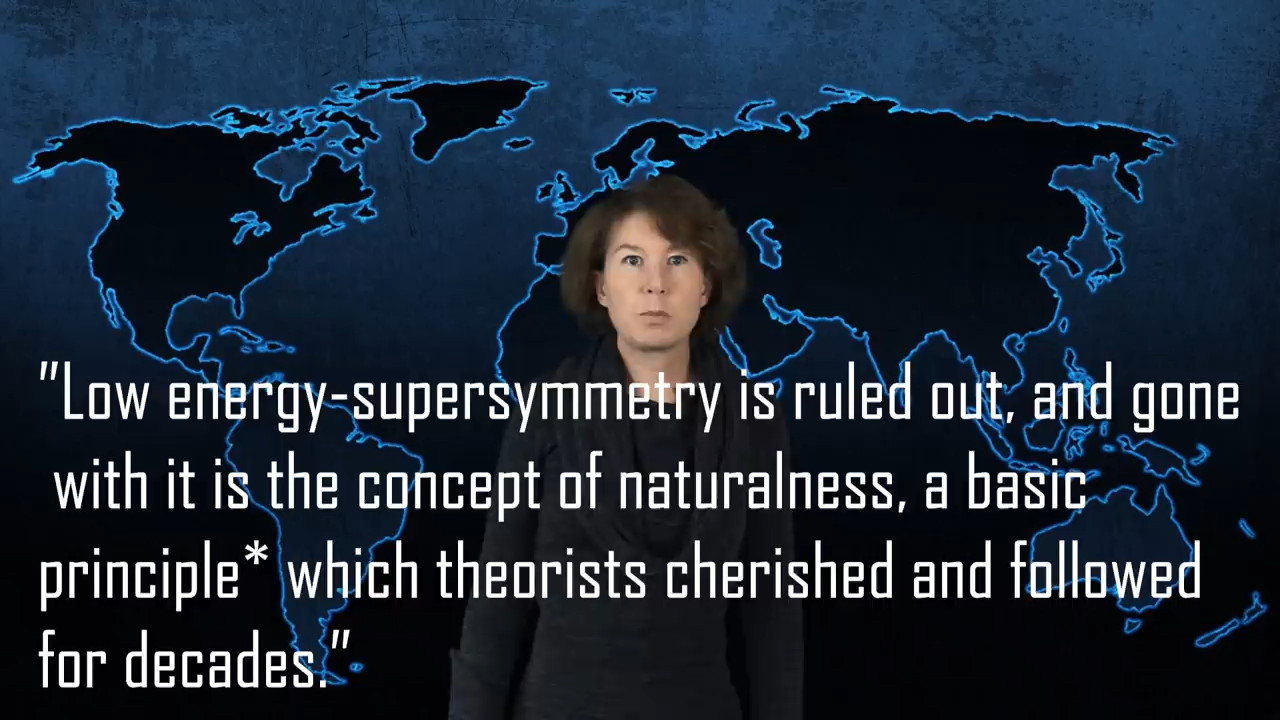 "Low energy-supersymmetry is ruled out, and gone
with it is the concept of naturalness, a basic
principle* which theorists cherished and followed
for decades."